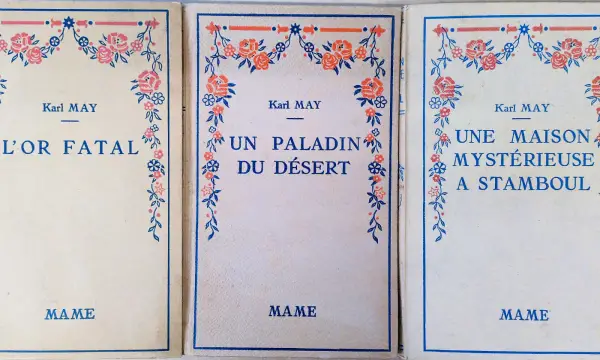 Karl MAY
L'OR FATAL
MAME
Karl MAY
UN PALADIN
DU DÉSERT
MAME
Karl MAY
UNE MAISON
MYSTÉRIEUSE
A STAMBOUL
MAME